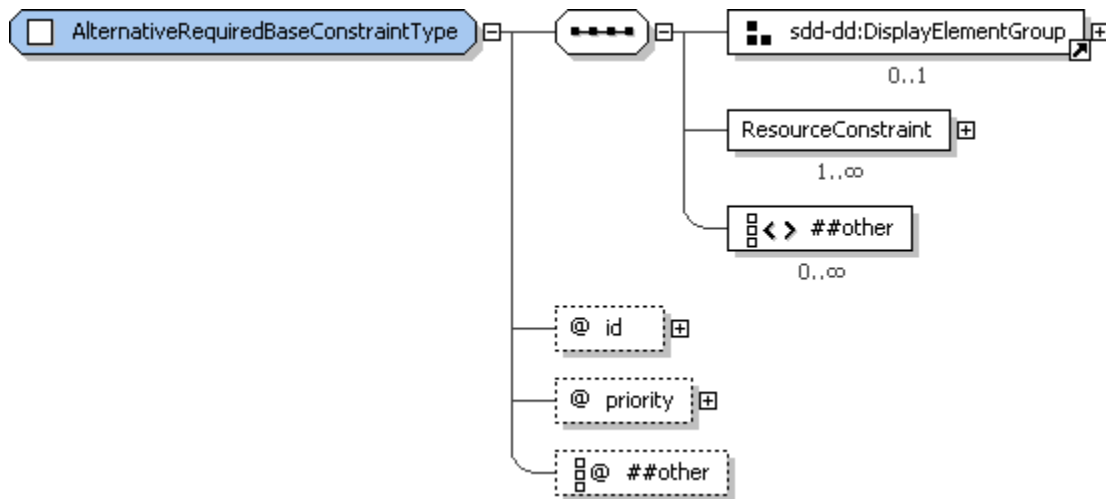 AlternativeRequiredBaseConstraintType
sdd-dd:DisplayElementGroup
0..1
ResourceConstraint
1..∞
##other
0..∞
@ id
@ priority
@ ##other